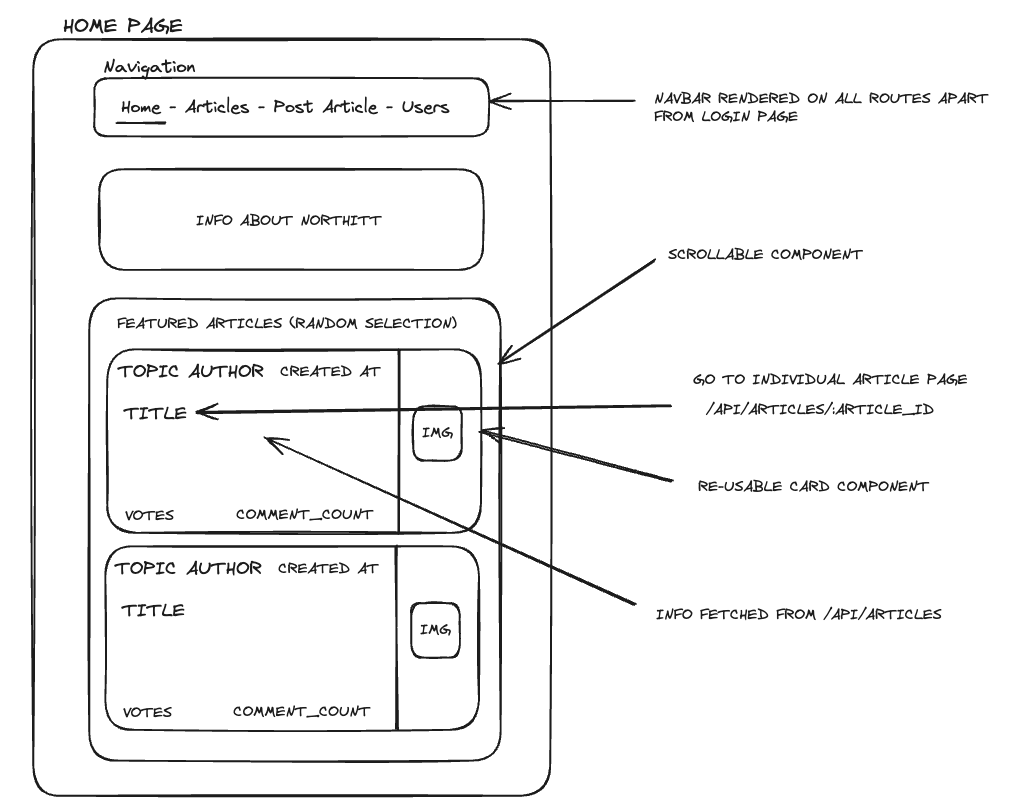 HOME PAGE
Navigation
Home - Articles - Post Article - Users
NAVBAR RENDERED ON ALL ROUTES APART
FROM LOGIN PAGE
INFO ABOUT NORTHITT
SCROLLABLE COMPONENT
FEATURED ARTICLES (RANDOM SELECTION)
TOPIC AUTHOR CREATED AT
TITLE
IMG
VOTES COMMENT_COUNT
GO TO INDIVIDUAL ARTICLE PAGE
/API/ARTICLES/:ARTICLE_ID
RE-USABLE CARD COMPONENT
TOPIC AUTHOR CREATED AT
TITLE
IMG
VOTES COMMENT_COUNT
INFO FETCHED FROM /API/ARTICLES